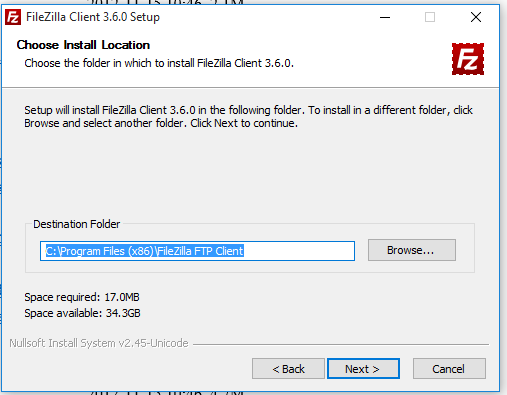 FileZilla Client 3.6.0 Setup
Choose Install Location
Choose the folder in which to install FileZilla Client 3.6.0.
FZ
Setup will install FileZilla Client 3.6.0 in the following folder. To install in a different folder, click
Browse and select another folder. Click Next to continue.
Destination Folder
C:\Program Files (x86)\FileZilla FTP Client
Browse...
Space required: 17.0MB
Space available: 34.3GB
Nullsoft Install System v2.45-Unicode
< Back
Next >
Cancel